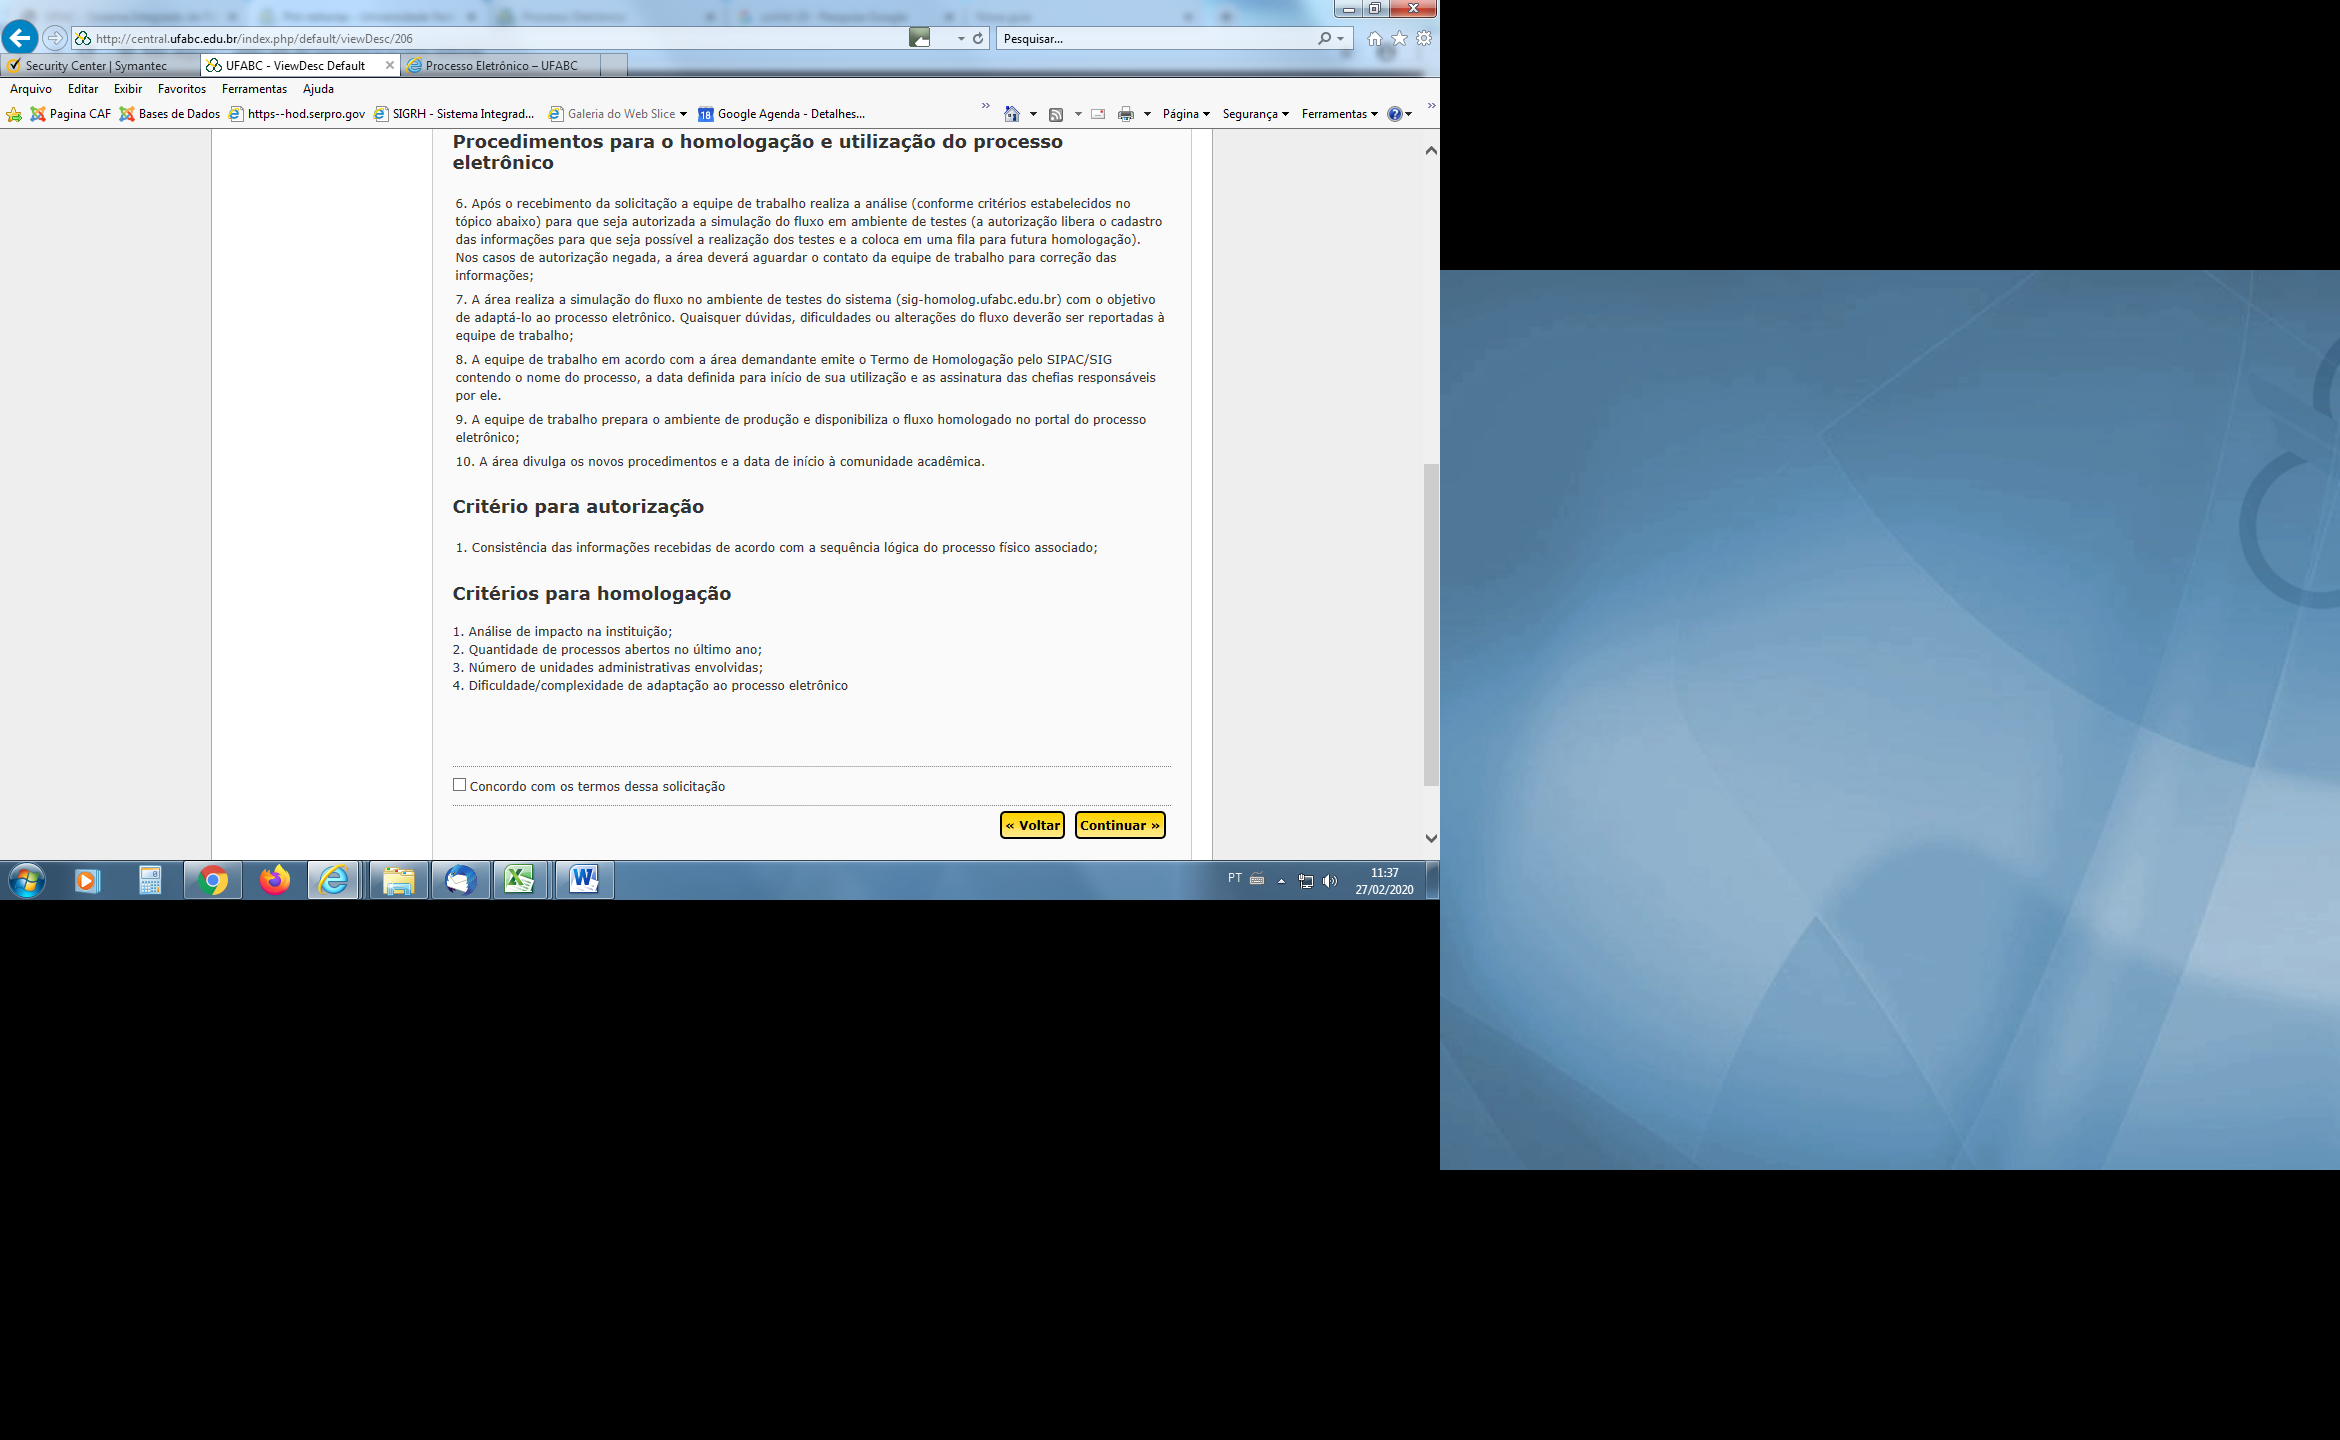 http://central.ufabc.edu.br/index.php/default/viewDesc/206
Pesquisar...
Security Center | Symantec
UFABC - ViewDesc Default
Processo Eletrônico – UFABC
Arquivo Editar Exibir Favoritos Ferramentas Ajuda
Pagina CAF
Bases de Dados
https--hod.serpro.gov
SIGRH - Sistema Integrad...
Galeria do Web Slice
18
Google Agenda - Detalhes...
Página
Segurança
Ferramentas
Procedimentos para o homologação e utilização do processo
eletrônico
6. Após o recebimento da solicitação a equipe de trabalho realiza a análise (conforme critérios estabelecidos no
tópico abaixo) para que seja autorizada a simulação do fluxo em ambiente de testes (a autorização libera o cadastro
das informações para que seja possível a realização dos testes e a coloca em uma fila para futura homologação).
Nos casos de autorização negada, a área deverá aguardar o contato da equipe de trabalho para correção das
informações;
7. A área realiza a simulação do fluxo no ambiente de testes do sistema (sig-homolog.ufabc.edu.br) com o objetivo
de adaptá-lo ao processo eletrônico. Quaisquer dúvidas, dificuldades ou alterações do fluxo deverão ser reportadas à
equipe de trabalho;
8. A equipe de trabalho em acordo com a área demandante emite o Termo de Homologação pelo SIPAC/SIG
contendo o nome do processo, a data definida para início de sua utilização e as assinatura das chefias responsáveis
por ele.
9. A equipe de trabalho prepara o ambiente de produção e disponibiliza o fluxo homologado no portal do processo
eletrônico;
10. A área divulga os novos procedimentos e a data de início à comunidade acadêmica.
Critério para autorização
1. Consistência das informações recebidas de acordo com a sequência lógica do processo físico associado;
Critérios para homologação
1. Análise de impacto na instituição;
2. Quantidade de processos abertos no último ano;
3. Número de unidades administrativas envolvidas;
4. Dificuldade/complexidade de adaptação ao processo eletrônico
Concordo com os termos dessa solicitação
« Voltar
Continuar »
PT
11:37
27/02/2020